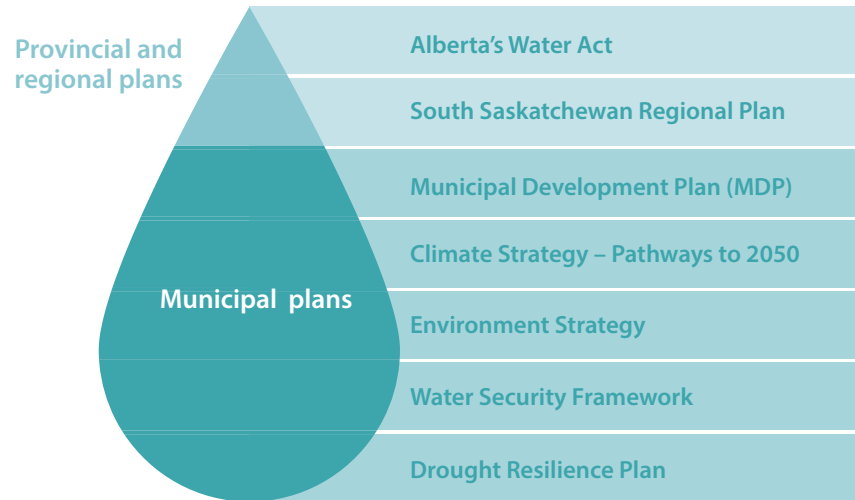 Provincial and
regional plans
Alberta's Water Act
South Saskatchewan Regional Plan
Municipal plans
Municipal Development Plan (MDP)
Climate Strategy – Pathways to 2050
Environment Strategy
Water Security Framework
Drought Resilience Plan